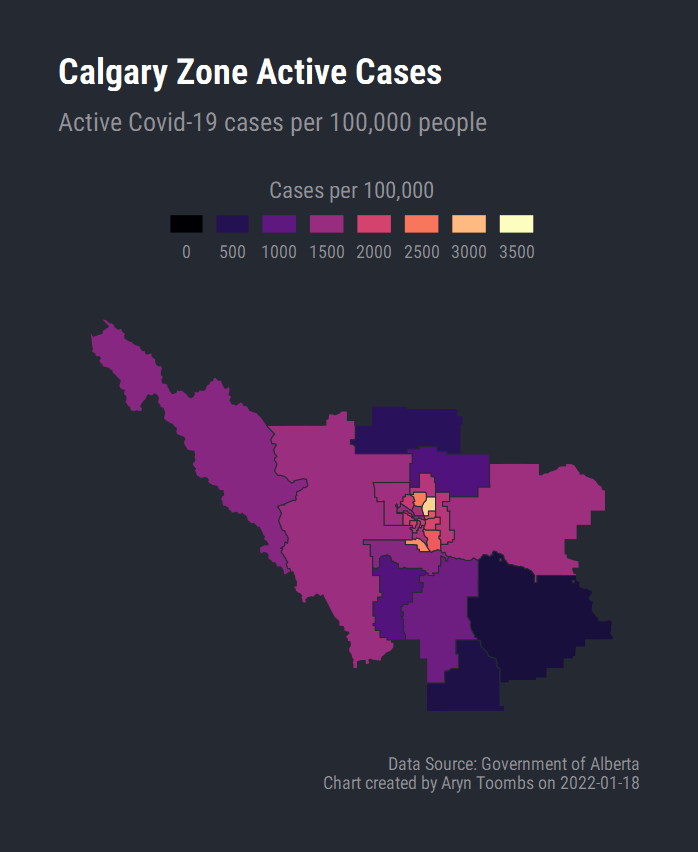 Calgary Zone Active Cases
Active Covid-19 cases per 100,000 people
Cases per 100,000
0 500 1000 1500 2000 2500 3000 3500
Data Source: Government of Alberta
Chart created by Aryn Toombs on 2022-01-18